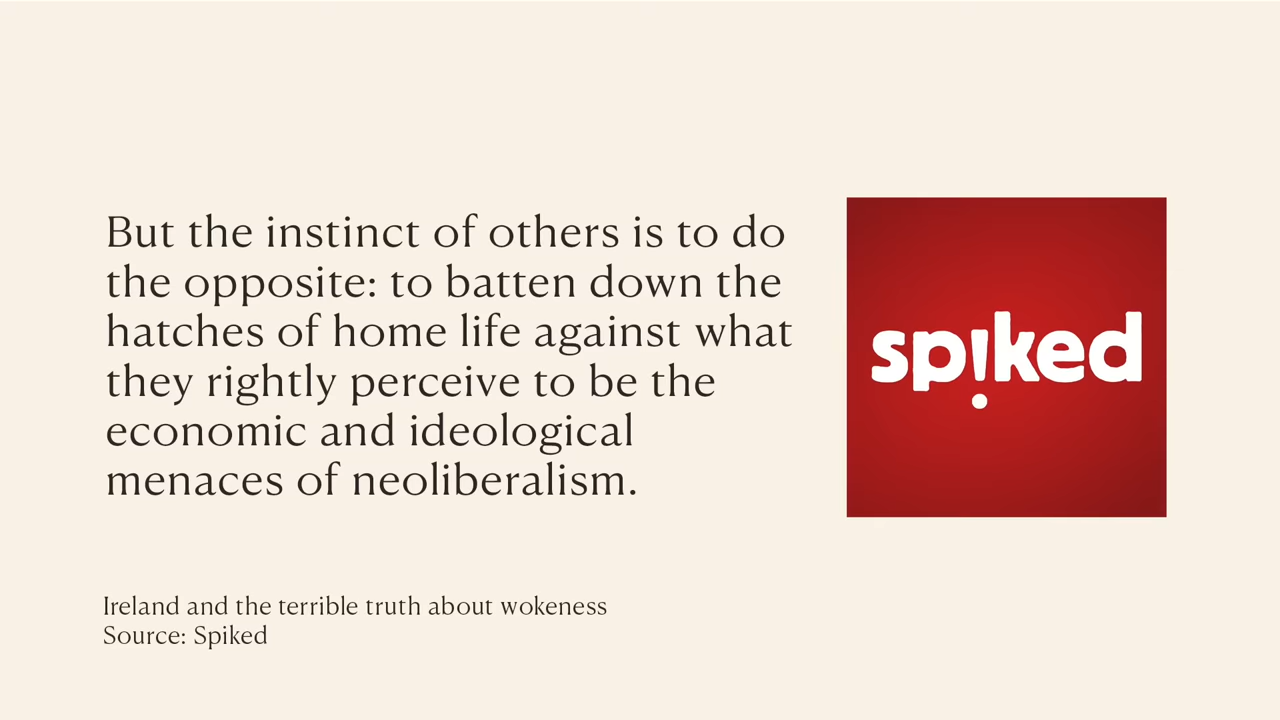 But the instinct of others is to do
the opposite: to batten down the
hatches of home life against what
they rightly perceive to be the
economic and ideological
menaces of neoliberalism.
spiked
Ireland and the terrible truth about wokeness
Source: Spiked